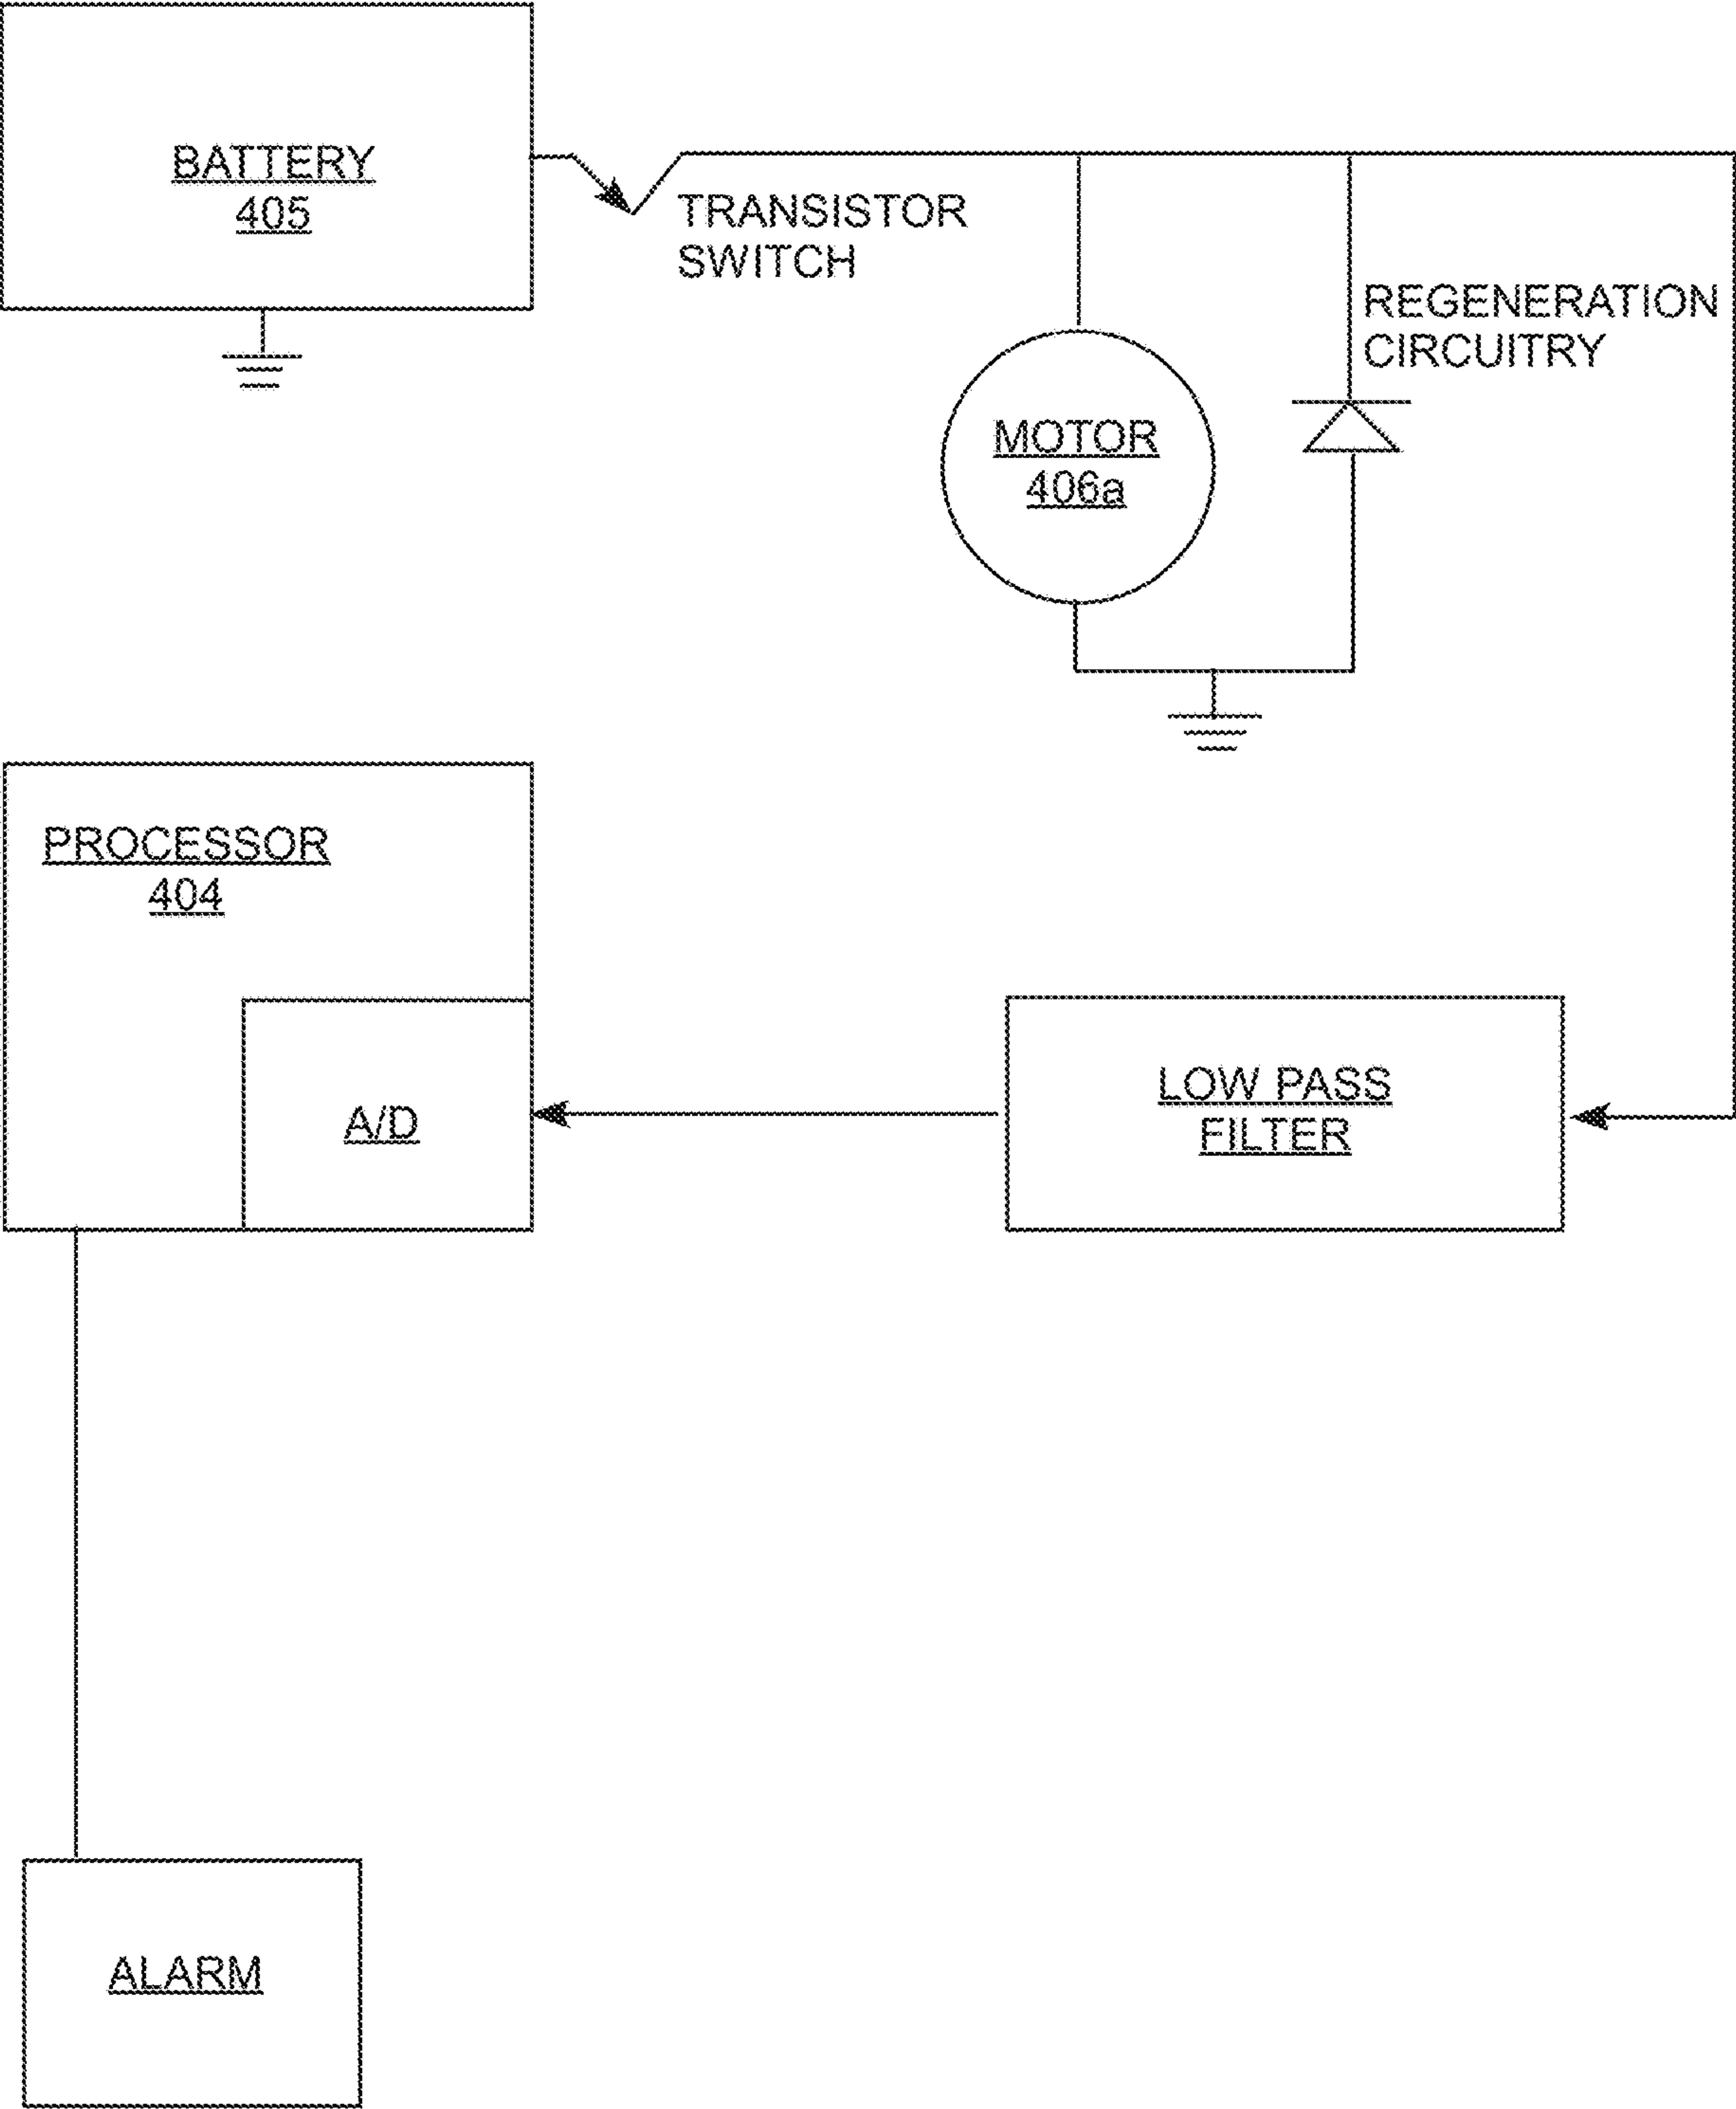 BATTERY
405
TRANSISTOR
SWITCH
REGENERATION
CIRCUITRY
MOTOR
406a
PROCESSOR
404
A/D
LOW PASS
FILTER
ALARM